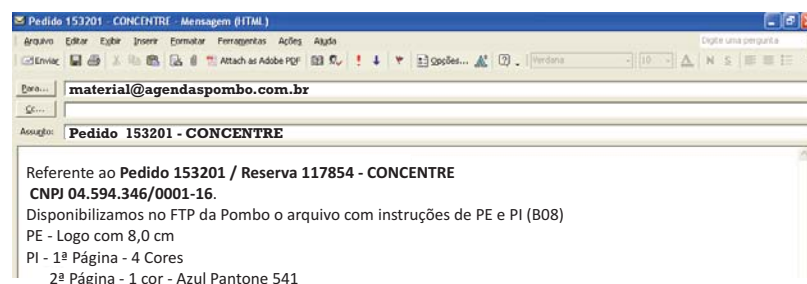 Pedido 153201 - CONCENTRE - Mensagem (HTML)
Arquivo Editar Exibir Inserir Formatar Ferramentas Ações Ajuda Digite uma pergunta
Enviar Attach as Adobe PDF Opções... Verdana 10 A N S
Para... material@agendaspombo.com.br
Cc...
Assunto: Pedido 153201 - CONCENTRE
Referente ao Pedido 153201 / Reserva 117854 - CONCENTRE
CNPJ 04.594.346/0001-16.
Disponibilizamos no FTP da Pombo o arquivo com instruções de PE e PI (B08)
PE - Logo com 8,0 cm
PI - 1ª Página - 4 Cores
2ª Página - 1 cor - Azul Pantone 541